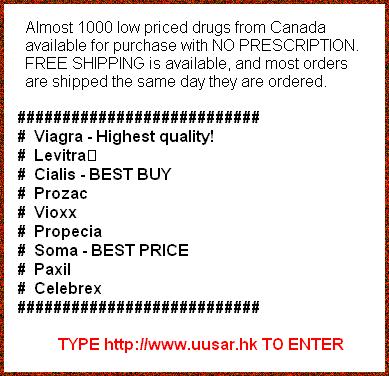 Almost 1000 low priced drugs from Canada
available for purchase with NO PRESCRIPTION.
FREE SHIPPING is available, and most orders
are shipped the same day they are ordered.
###########################
# Viagra - Highest quality!
# Levitra□
# Cialis - BEST BUY
# Prozac
# Vioxx
# Propecia
# Soma - BEST PRICE
# Paxil
# Celebrex
###########################
TYPE http://www.uusar.hk TO ENTER